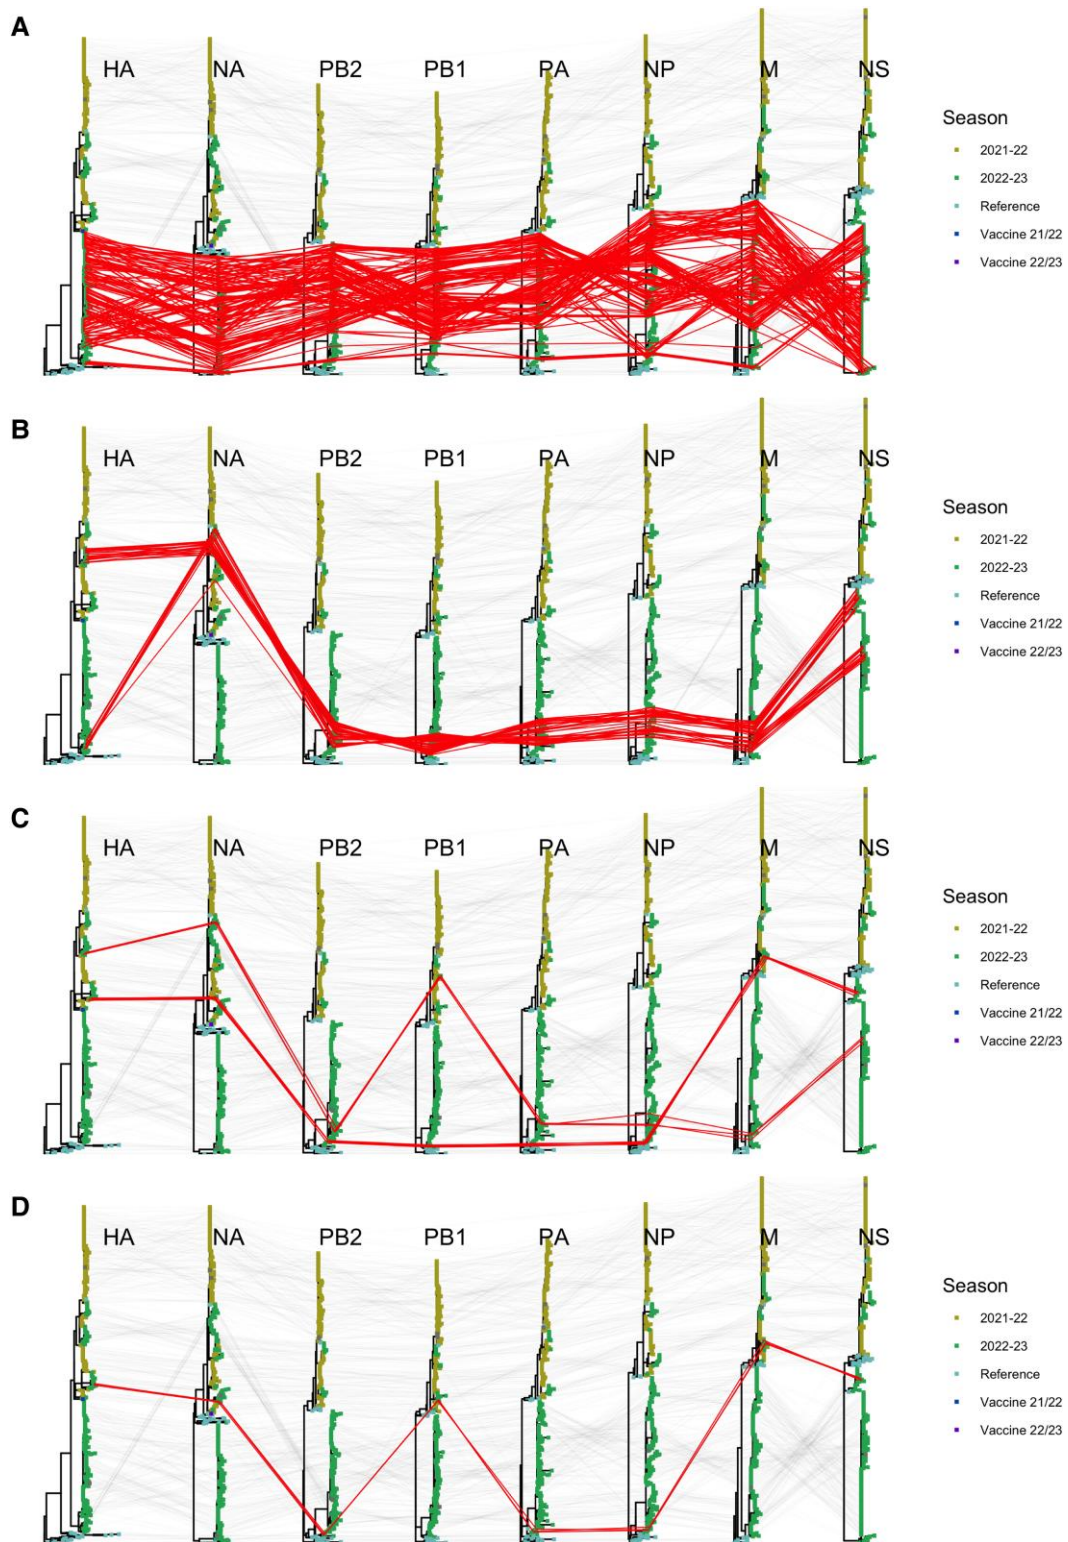 A
HA NA PB2 PB1 PA NP M NS
Season
2021-22
2022-23
Reference
Vaccine 21/22
Vaccine 22/23
B
HA NA PB2 PB1 PA NP M NS
Season
2021-22
2022-23
Reference
Vaccine 21/22
Vaccine 22/23
C
HA NA PB2 PB1 PA NP M NS
Season
2021-22
2022-23
Reference
Vaccine 21/22
Vaccine 22/23
D
HA NA PB2 PB1 PA NP M NS
Season
2021-22
2022-23
Reference
Vaccine 21/22
Vaccine 22/23